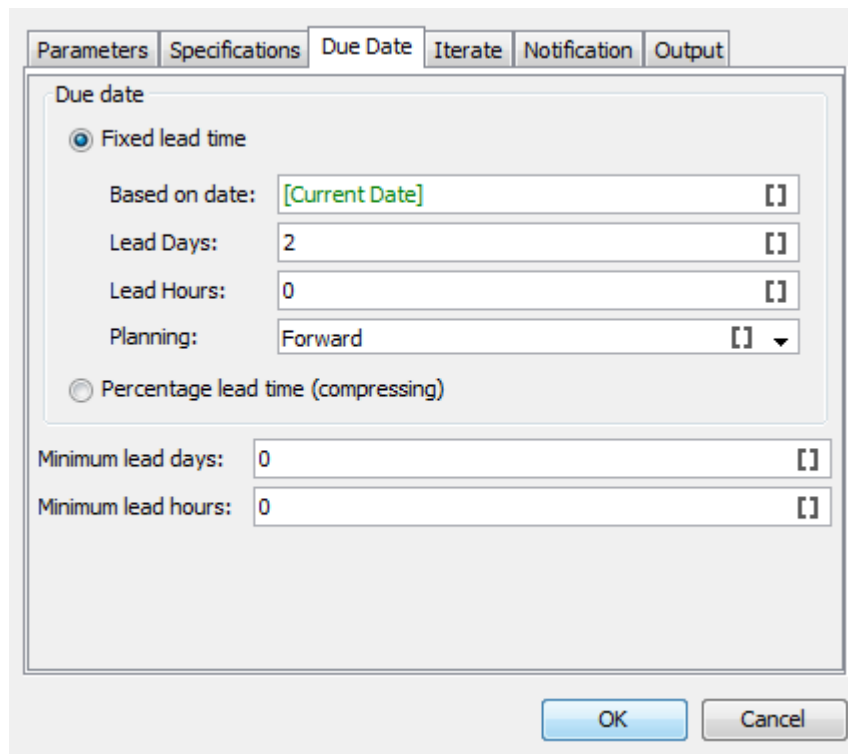 Parameters Specifications Due Date Iterate Notification Output
Due date
Fixed lead time
Based on date: [Current Date] []
Lead Days: 2 []
Lead Hours: 0 []
Planning: Forward []
Percentage lead time (compressing)
Minimum lead days: 0 []
Minimum lead hours: 0 []
OK Cancel